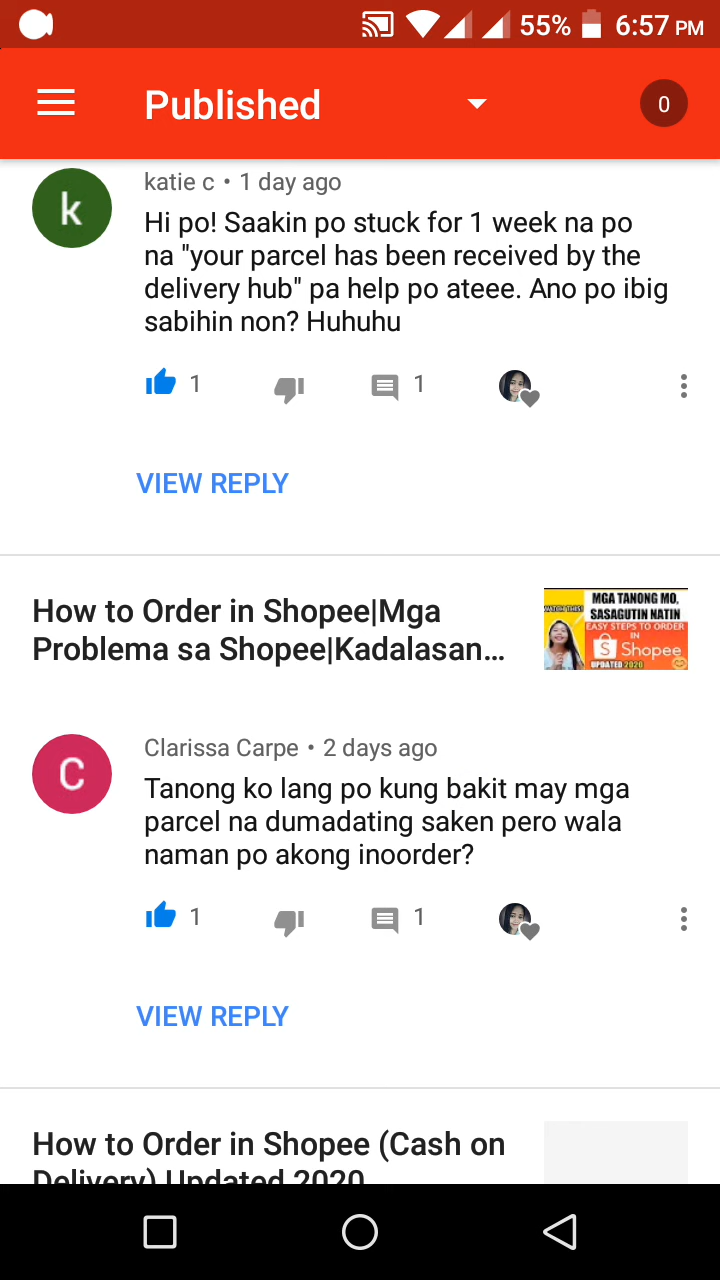 55% 6:57 PM
Published
0
k
katie c • 1 day ago
Hi po! Saakin po stuck for 1 week na po
na "your parcel has been received by the
delivery hub" pa help po ateee. Ano po ibig
sabihin non? Huhuhu
1
1
VIEW REPLY
How to Order in Shopee|Mga
Problema sa Shopee|Kadalasan...
MGA TANONG MO,
SASAGUTIN NATIN
WATCH THIS!
EASY STEPS TO ORDER
IN
S Shopee
UPDATED 2020
C
Clarissa Carpe • 2 days ago
Tanong ko lang po kung bakit may mga
parcel na dumadating saken pero wala
naman po akong inoorder?
1
1
VIEW REPLY
How to Order in Shopee (Cash on
Delivery) Updated 2020